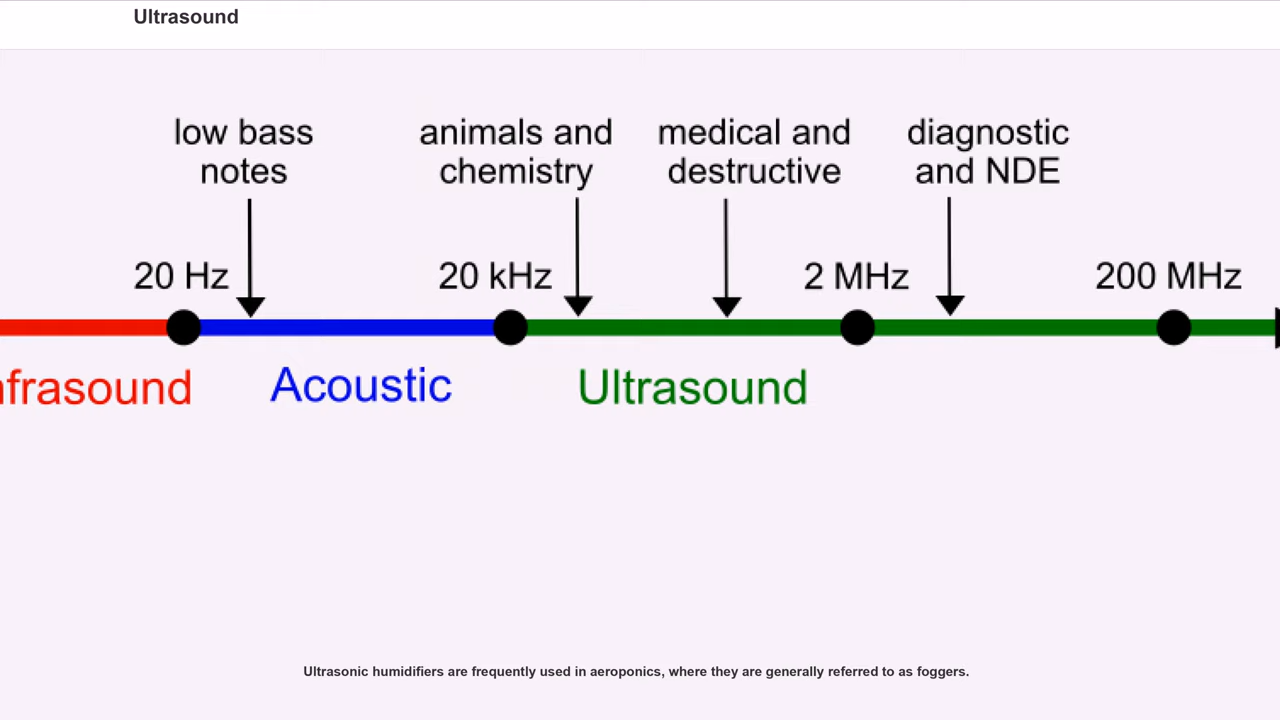 Ultrasound
low bass
notes
animals and
chemistry
medical and
destructive
diagnostic
and NDE
20 Hz
20 kHz
2 MHz
200 MHz
nfrasound
Acoustic
Ultrasound
Ultrasonic humidifiers are frequently used in aeroponics, where they are generally referred to as foggers.